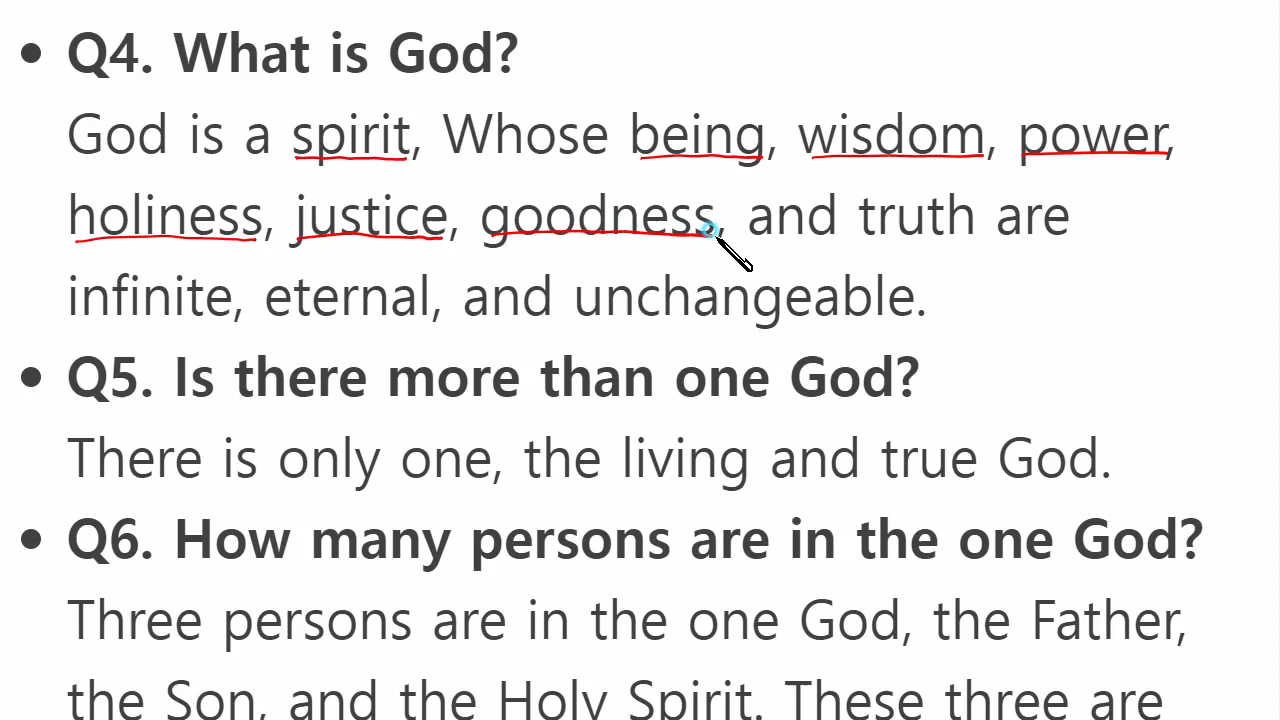 • Q4. What is God?
God is a spirit, Whose being, wisdom, power,
holiness, justice, goodness, and truth are
infinite, eternal, and unchangeable.
• Q5. Is there more than one God?
There is only one, the living and true God.
• Q6. How many persons are in the one God?
Three persons are in the one God, the Father,
the Son, and the Holy Spirit. These three are